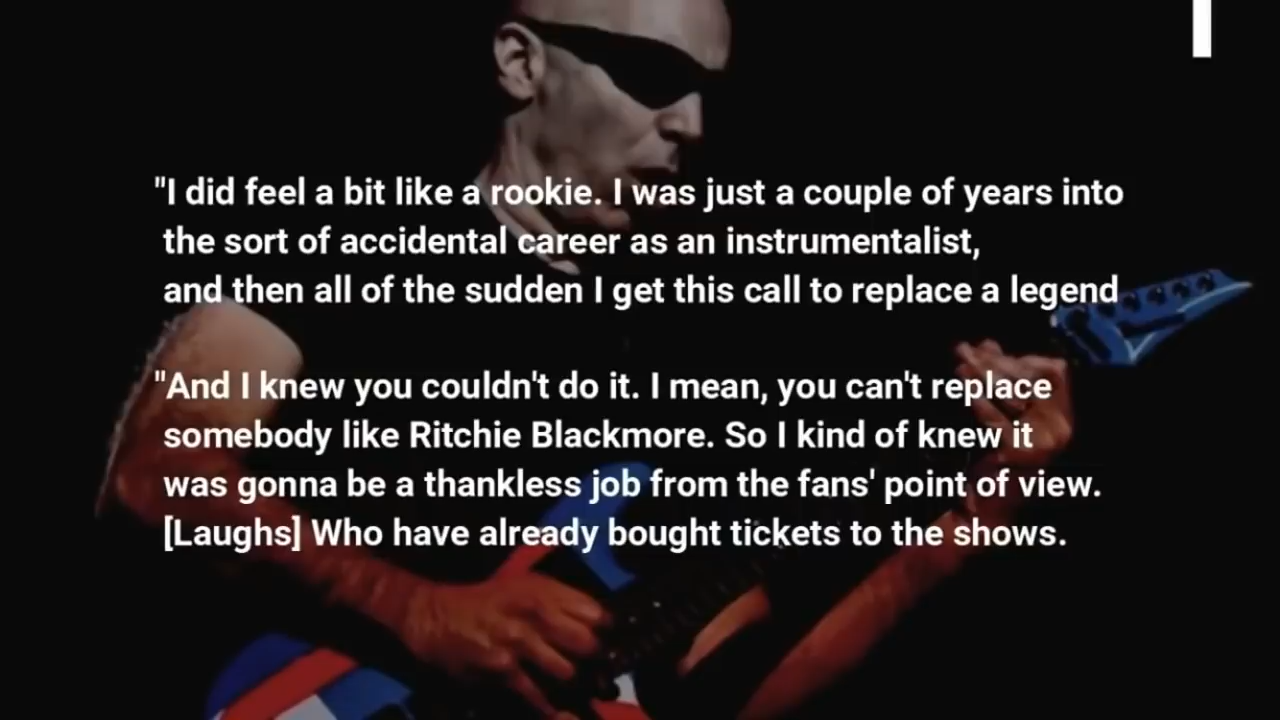 "I did feel a bit like a rookie. I was just a couple of years into
the sort of accidental career as an instrumentalist,
and then all of the sudden I get this call to replace a legend
"And I knew you couldn't do it. I mean, you can't replace
somebody like Ritchie Blackmore. So I kind of knew it
was gonna be a thankless job from the fans' point of view.
[Laughs] Who have already bought tickets to the shows.